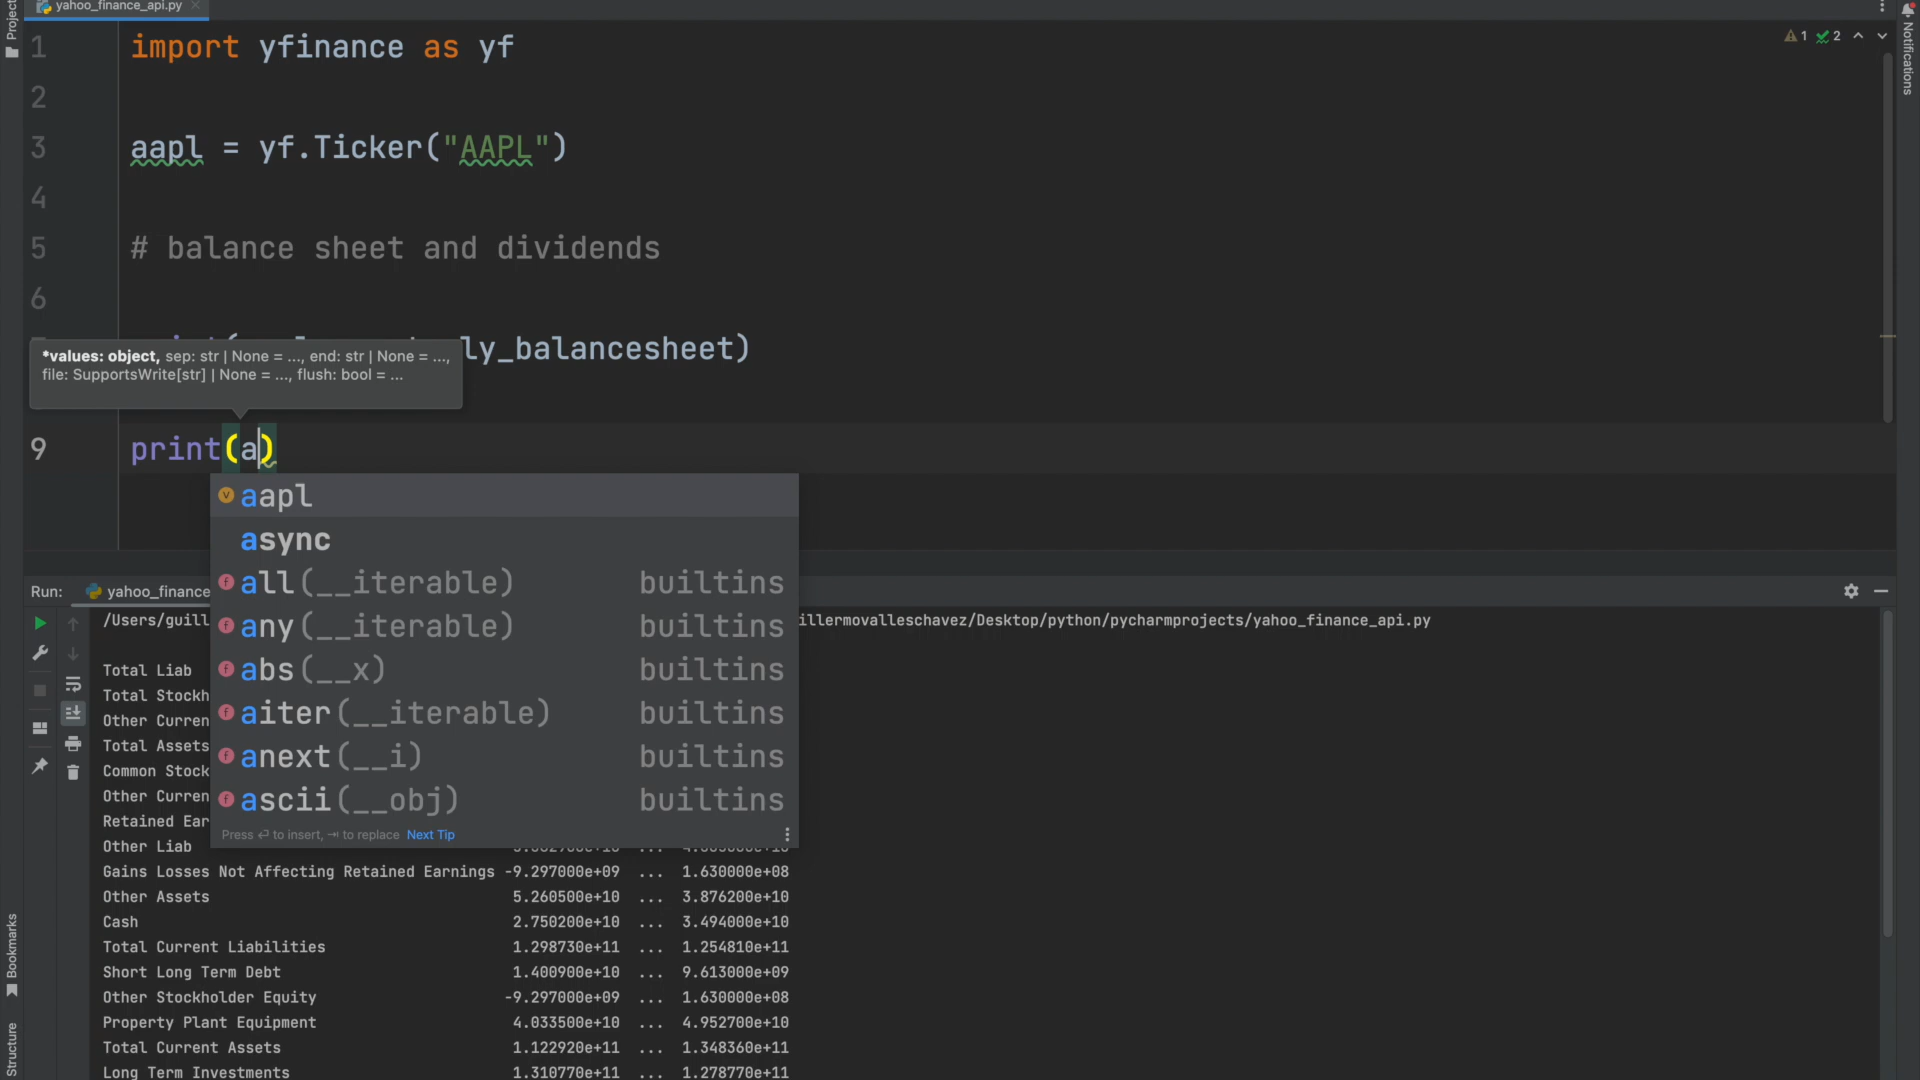 Project
yahoo_finance_api.py
1 import yfinance as yf
1 2
Notifications
2
3 aapl = yf.Ticker("AAPL")
4
5 # balance sheet and dividends
6
ly_balancesheet)
*values: object, sep: str | None = ..., end: str | None = ...,
file: SupportsWrite[str] | None = ..., flush: bool = ...
9 print(a)
aapl
async
all(__iterable) builtins
any(__iterable) builtins
abs(__x) builtins
aiter(__iterable) builtins
anext(__i) builtins
ascii(__obj) builtins
Press ⏎ to insert, ⇥ to replace Next Tip
Run: yahoo_finance
/Users/guill illermovalleschavez/Desktop/python/pycharmprojects/yahoo_finance_api.py
Total Liab
Total Stockh
Other Curren
Total Assets
Common Stock
Other Curren
Retained Ear
Other Liab
Gains Losses Not Affecting Retained Earnings -9.297000e+09 ... 1.630000e+08
Other Assets 5.260500e+10 ... 3.876200e+10
Cash 2.750200e+10 ... 3.494000e+10
Total Current Liabilities 1.298730e+11 ... 1.254810e+11
Short Long Term Debt 1.400900e+10 ... 9.613000e+09
Other Stockholder Equity -9.297000e+09 ... 1.630000e+08
Property Plant Equipment 4.033500e+10 ... 4.952700e+10
Total Current Assets 1.122920e+11 ... 1.348360e+11
Long Term Investments 1.310770e+11 ... 1.278770e+11
Bookmarks
Structure